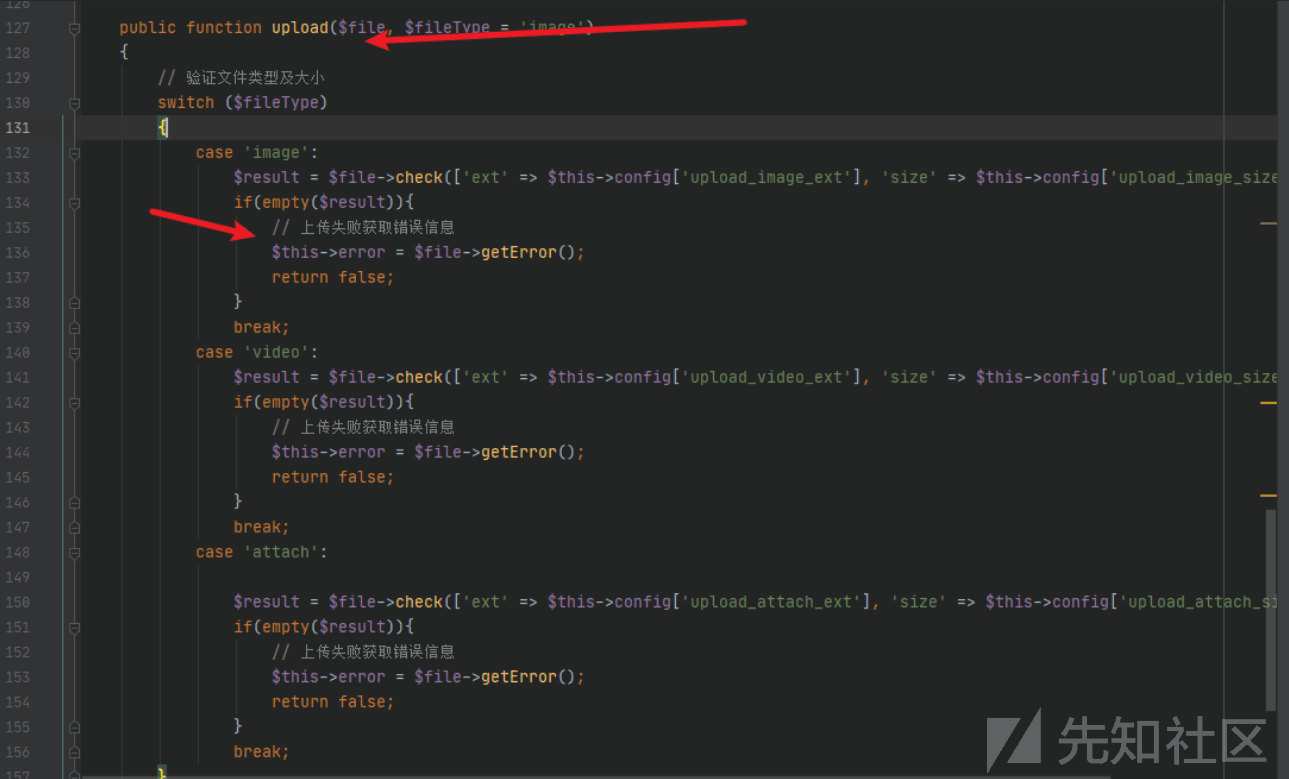 126
127 public function upload($file, $fileType = 'image')
128 {
129 // 验证文件类型及大小
130 switch ($fileType)
131 {
132 case 'image':
133 $result = $file->check(['ext' => $this->config['upload_image_ext'], 'size' => $this->config['upload_image_size
134 if(empty($result)){
135 // 上传失败获取错误信息
136 $this->error = $file->getError();
137 return false;
138 }
139 break;
140 case 'video':
141 $result = $file->check(['ext' => $this->config['upload_video_ext'], 'size' => $this->config['upload_video_size
142 if(empty($result)){
143 // 上传失败获取错误信息
144 $this->error = $file->getError();
145 return false;
146 }
147 break;
148 case 'attach':
149
150 $result = $file->check(['ext' => $this->config['upload_attach_ext'], 'size' => $this->config['upload_attach_si
151 if(empty($result)){
152 // 上传失败获取错误信息
153 $this->error = $file->getError();
154 return false;
155 }
156 break;
157 }
先知社区